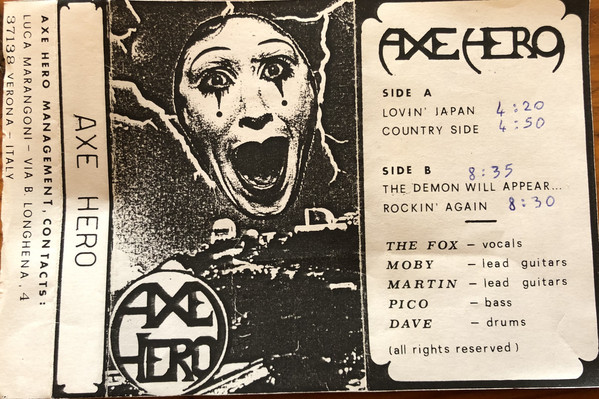 AXE HERO MANAGEMENT, CONTACTS:
LUCA MARANGONI – VIA B. LONGHENA, 4
37138 VERONA – ITALY
AXE HERO
AXE
HERO
AXE HERO
SIDE A
LOVIN' JAPAN 4:20
COUNTRY SIDE 4:50
SIDE B 8:35
THE DEMON WILL APPEAR...
ROCKIN' AGAIN 8:30
THE FOX – vocals
MOBY – lead guitars
MARTIN – lead guitars
PICO – bass
DAVE – drums
(all rights reserved)